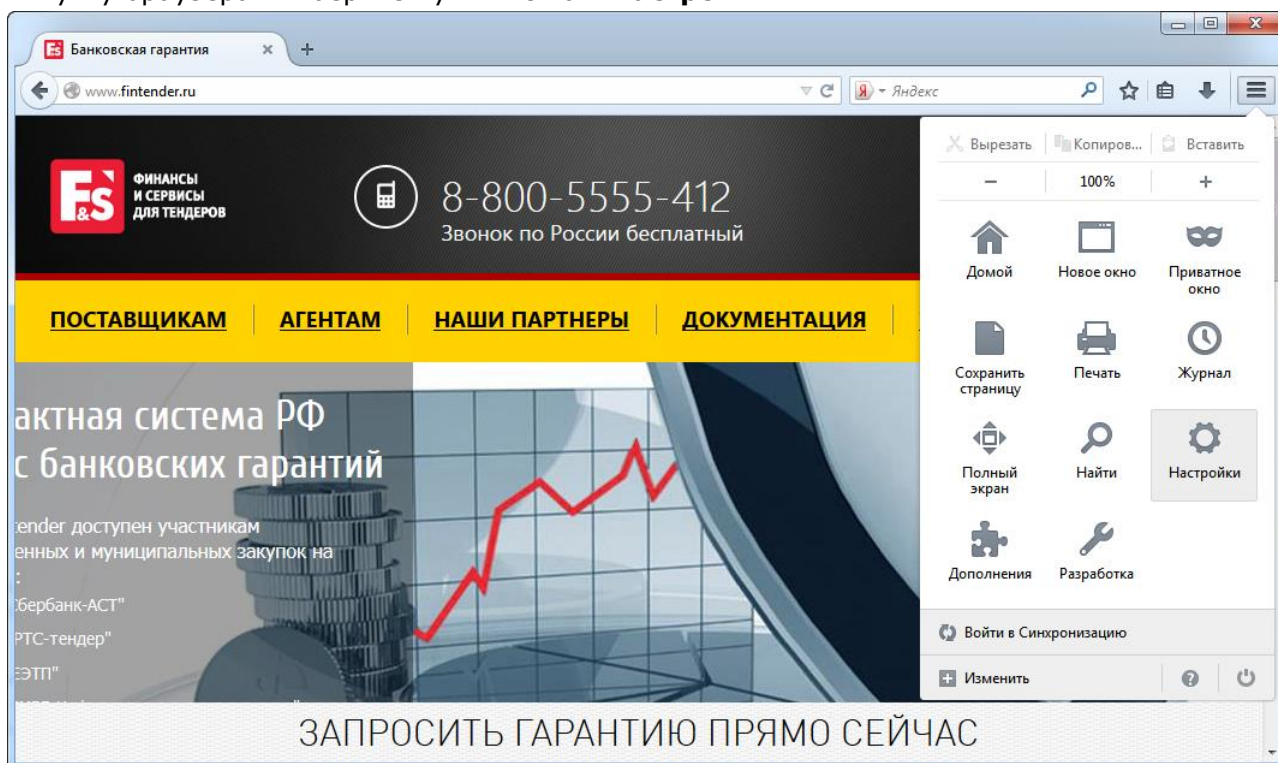 Банковская гарантия
www.fintender.ru
Яндекс
ФИНАНСЫ
И СЕРВИСЫ
ДЛЯ ТЕНДЕРОВ
F&S
8-800-5555-412
Звонок по России бесплатный
ПОСТАВЩИКАМ
АГЕНТАМ
НАШИ ПАРТНЕРЫ
ДОКУМЕНТАЦИЯ
актная система РФ
с банковских гарантий
tender доступен участникам
енных и муниципальных закупок на
:
Сбербанк-АСТ"
РТС-тендер"
ЕЭТП"
ЗАПРОСИТЬ ГАРАНТИЮ ПРЯМО СЕЙЧАС
Вырезать
Копиров...
Вставить
−
100%
+
Домой
Новое окно
Приватное
окно
Сохранить
страницу
Печать
Журнал
Полный
экран
Найти
Настройки
Дополнения
Разработка
Войти в Синхронизацию
Изменить